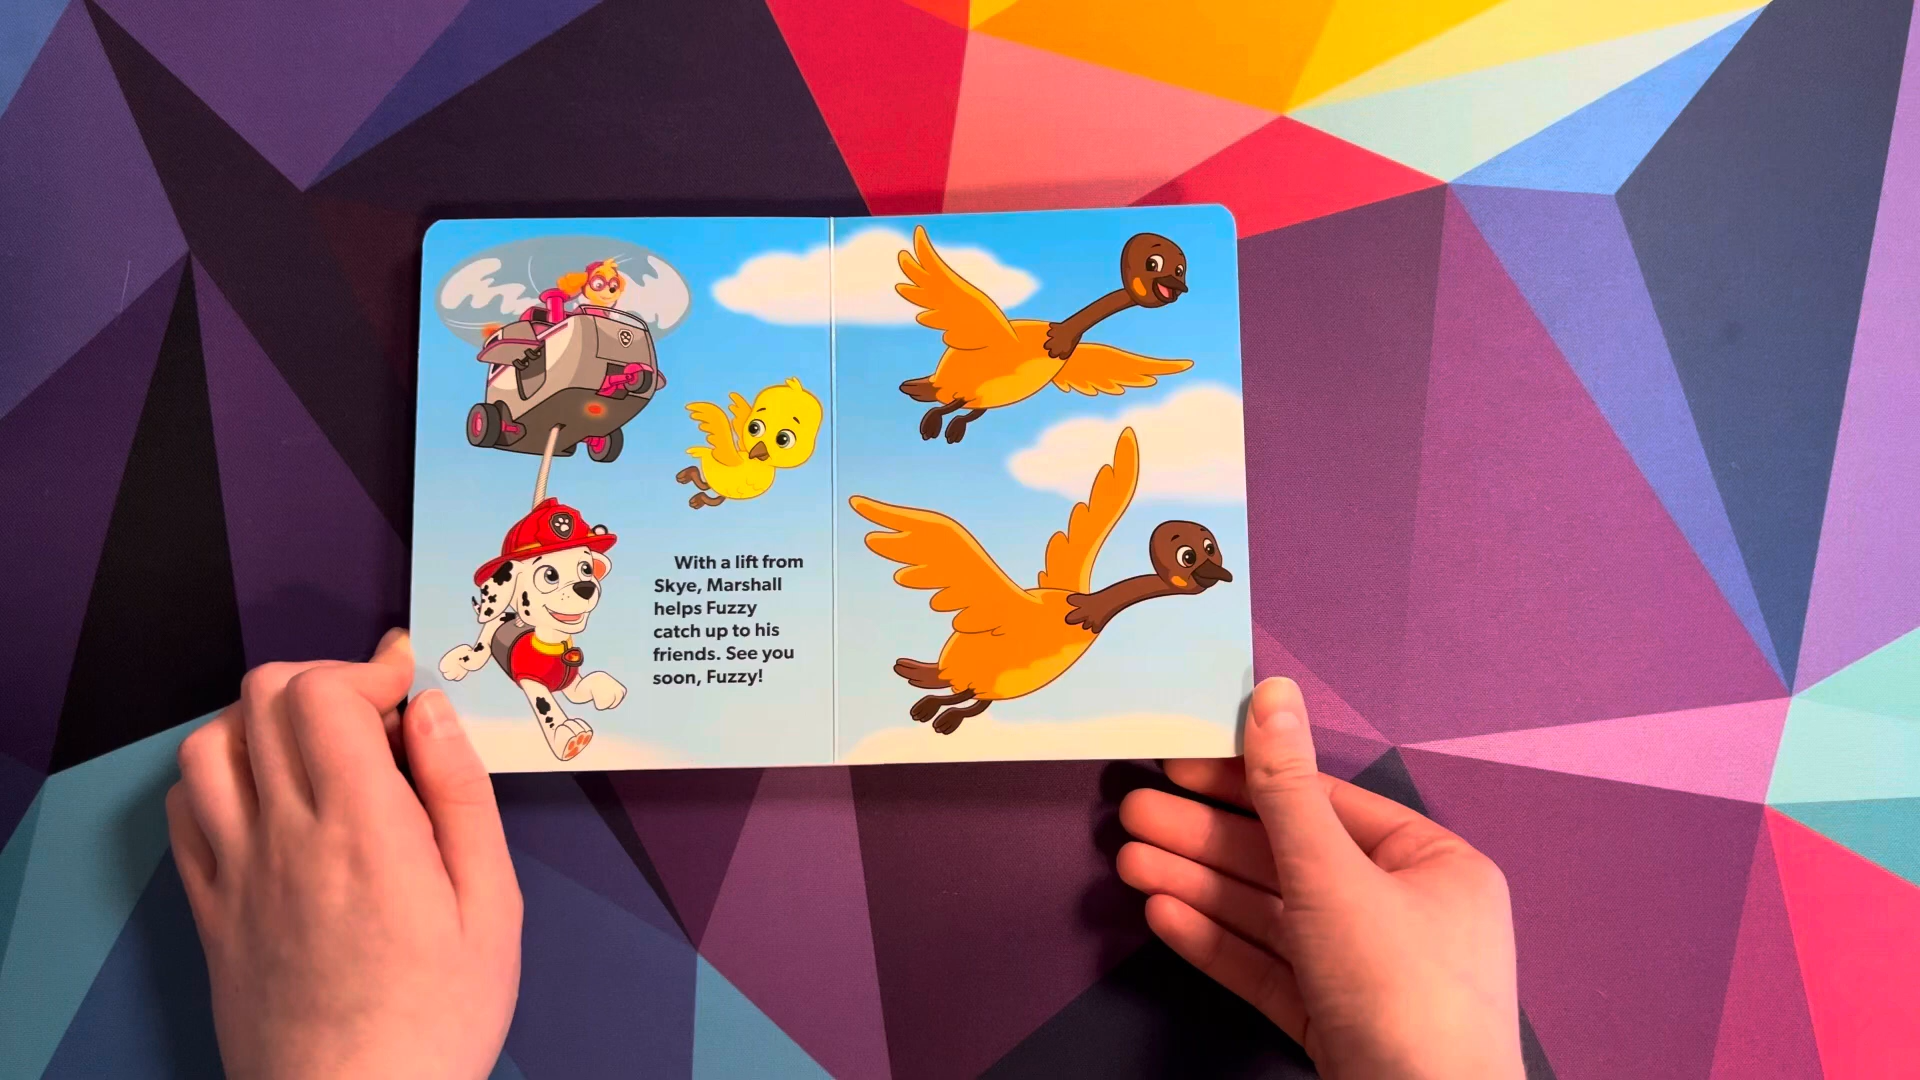 With a lift from
Skye, Marshall
helps Fuzzy
catch up to his
friends. See you
soon, Fuzzy!